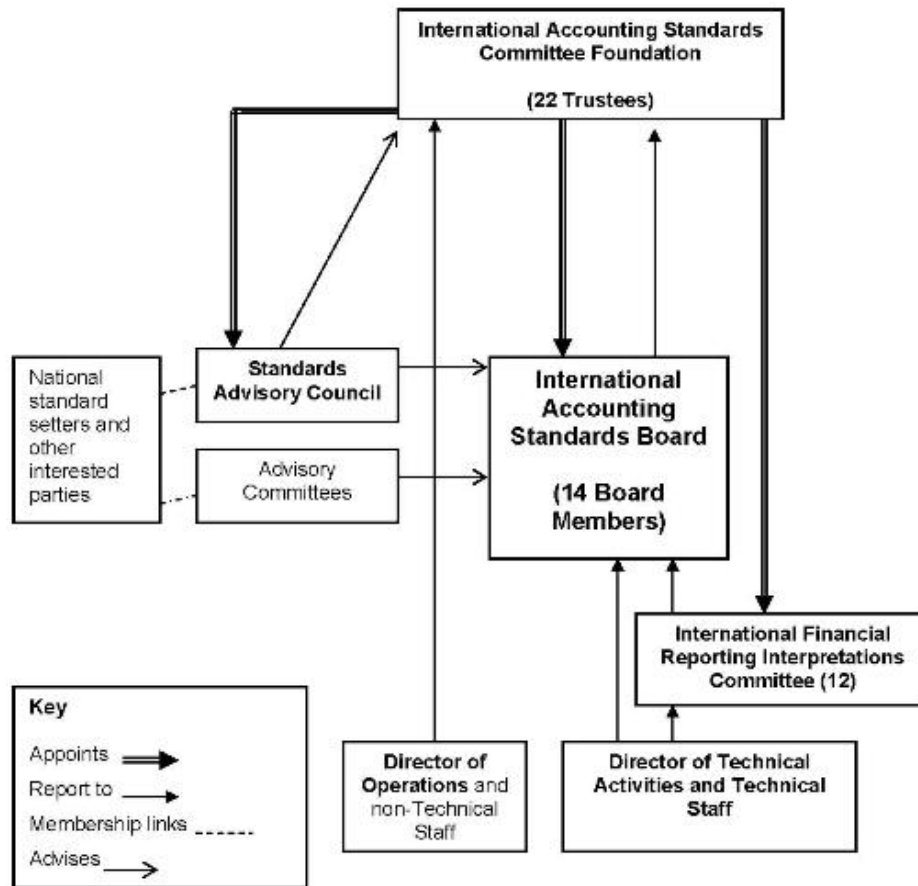 International Accounting Standards
Committee Foundation
(22 Trustees)
National
standard
setters and
other
interested
parties
Standards
Advisory Council
Advisory
Committees
International
Accounting
Standards Board
(14 Board
Members)
International Financial
Reporting Interpretations
Committee (12)
Key
Appoints
Report to
Membership links
Advises
Director of
Operations and
non-Technical
Staff
Director of Technical
Activities and Technical
Staff